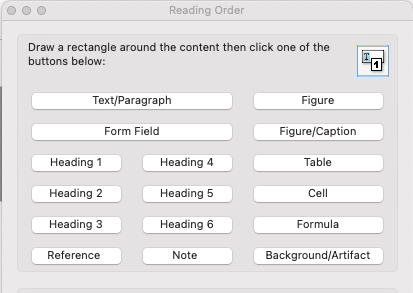 Reading Order
Draw a rectangle around the content then click one of the
buttons below:
Text/Paragraph Figure
Form Field Figure/Caption
Heading 1 Heading 4 Table
Heading 2 Heading 5 Cell
Heading 3 Heading 6 Formula
Reference Note Background/Artifact